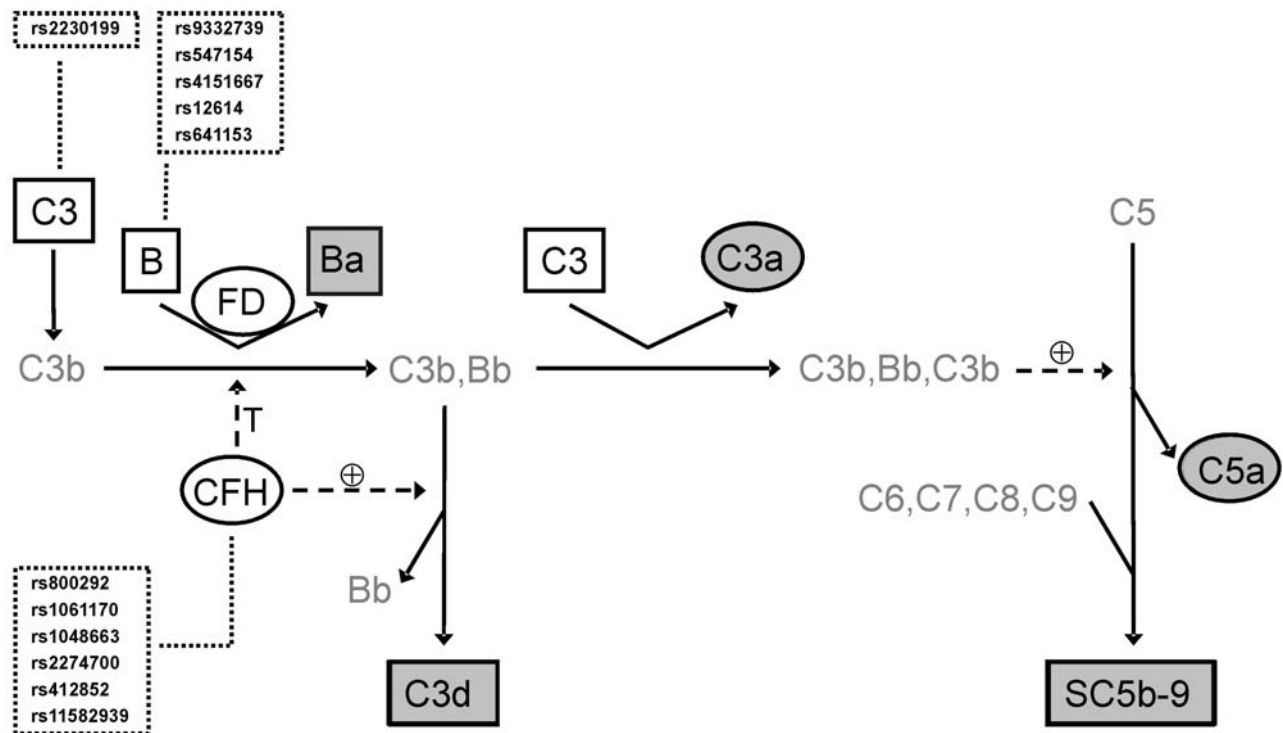 rs2230199
rs9332739
rs547154
rs4151667
rs12614
rs641153
C3
B
FD
Ba
C3
C3a
C5
C3b
C3b,Bb
C3b,Bb,C3b
⊕
T
CFH
⊕
C5a
C6,C7,C8,C9
Bb
rs800292
rs1061170
rs1048663
rs2274700
rs412852
rs11582939
C3d
SC5b-9